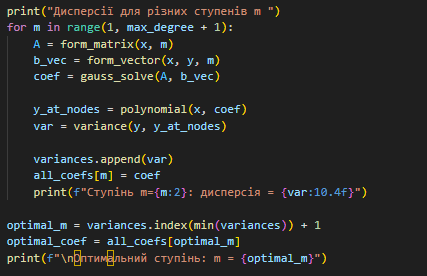 print("Дисперсії для різних ступенів m ")
for m in range(1, max_degree + 1):
    A = form_matrix(x, m)
    b_vec = form_vector(x, y, m)
    coef = gauss_solve(A, b_vec)

    y_at_nodes = polynomial(x, coef)
    var = variance(y, y_at_nodes)

    variances.append(var)
    all_coefs[m] = coef
    print(f"Ступінь m={m:2}: дисперсія = {var:10.4f}")

optimal_m = variances.index(min(variances)) + 1
optimal_coef = all_coefs[optimal_m]
print(f"\nОптимальний ступінь: m = {optimal_m}")